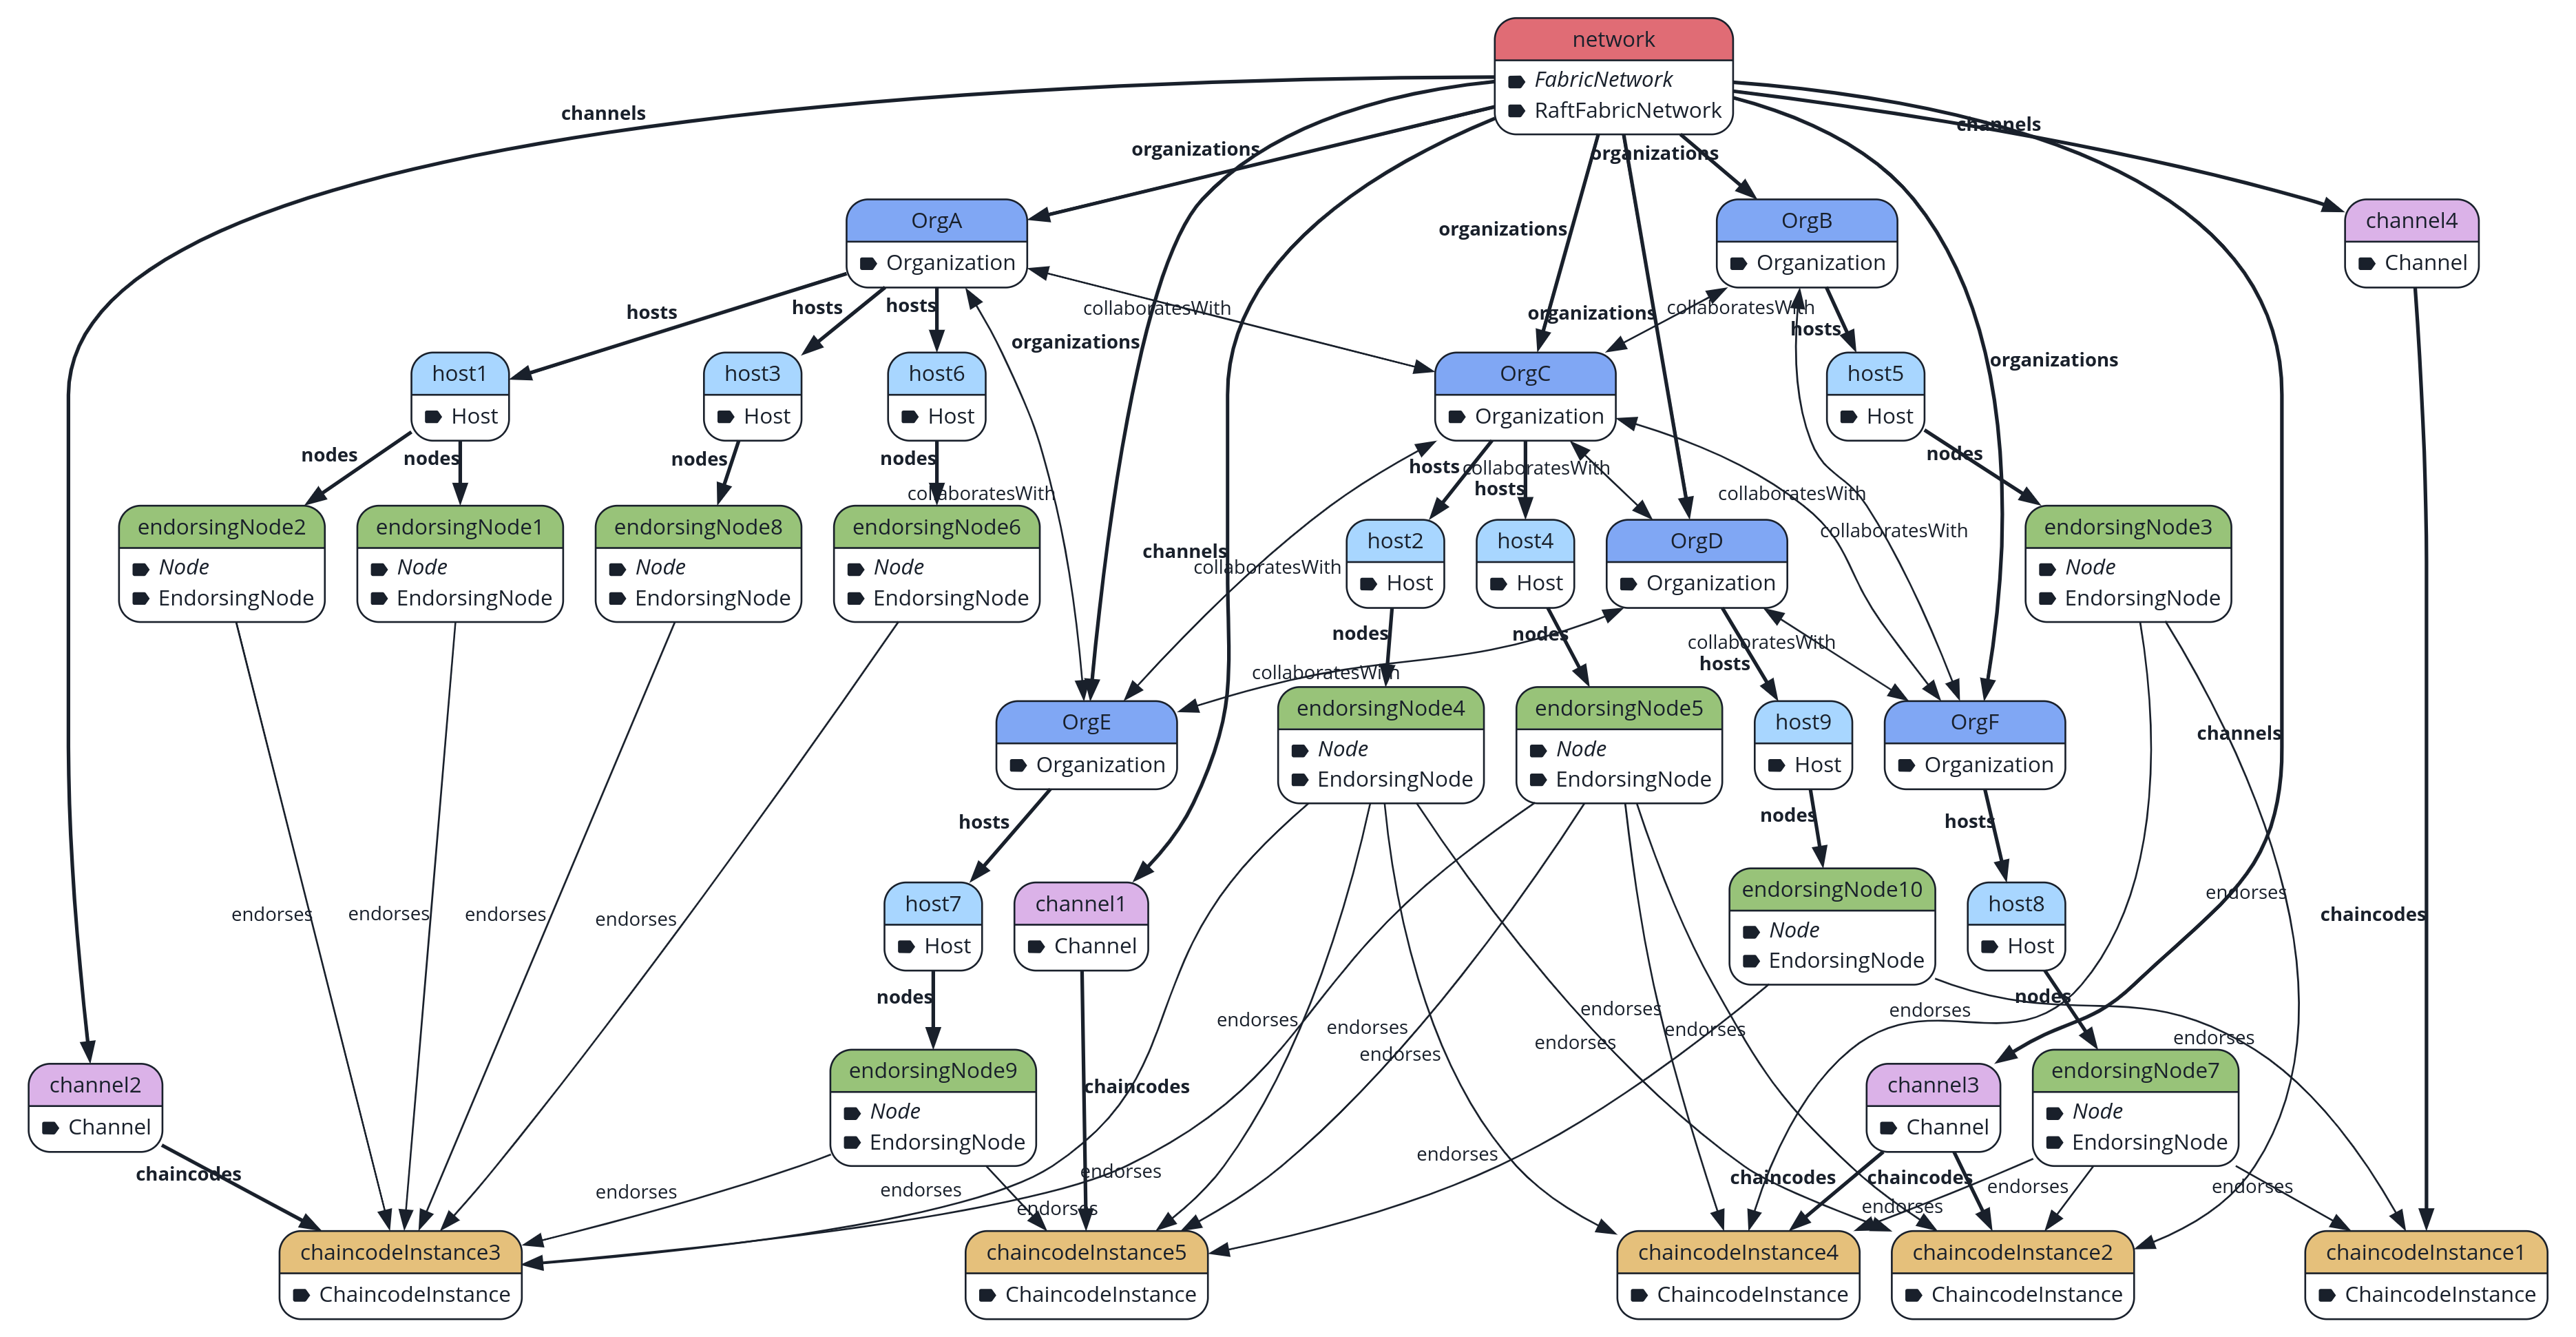 network
FabricNetwork
RaftFabricNetwork
channels
channels
organizations
organizations
OrgA
Organization
OrgB
Organization
channel4
Channel
organizations
hosts
hosts
hosts
collaboratesWith
organizations
collaboratesWith
hosts
organizations
organizations
host1
Host
host3
Host
host6
Host
OrgC
Organization
host5
Host
nodes
nodes
nodes
nodes
hosts
collaboratesWith
nodes
hosts
collaboratesWith
collaboratesWith
collaboratesWith
endorsingNode2
Node
EndorsingNode
endorsingNode1
Node
EndorsingNode
endorsingNode8
Node
EndorsingNode
endorsingNode6
Node
EndorsingNode
host2
Host
host4
Host
OrgD
Organization
endorsingNode3
Node
EndorsingNode
channels
collaboratesWith
nodes
nodes
collaboratesWith
hosts
collaboratesWith
channels
OrgE
Organization
endorsingNode4
Node
EndorsingNode
endorsingNode5
Node
EndorsingNode
host9
Host
OrgF
Organization
hosts
nodes
hosts
host7
Host
channel1
Channel
endorsingNode10
Node
EndorsingNode
host8
Host
endorses
endorses
endorses
endorses
endorses
chaincodes
nodes
nodes
endorses
endorses
endorses
endorses
endorses
endorses
endorses
endorses
endorses
channel2
Channel
endorsingNode9
Node
EndorsingNode
chaincodes
channel3
Channel
endorsingNode7
Node
EndorsingNode
chaincodes
endorses
endorses
endorses
endorses
endorses
chaincodes
chaincodes
endorses
endorses
endorses
chaincodeInstance3
ChaincodeInstance
chaincodeInstance5
ChaincodeInstance
chaincodeInstance4
ChaincodeInstance
chaincodeInstance2
ChaincodeInstance
chaincodeInstance1
ChaincodeInstance